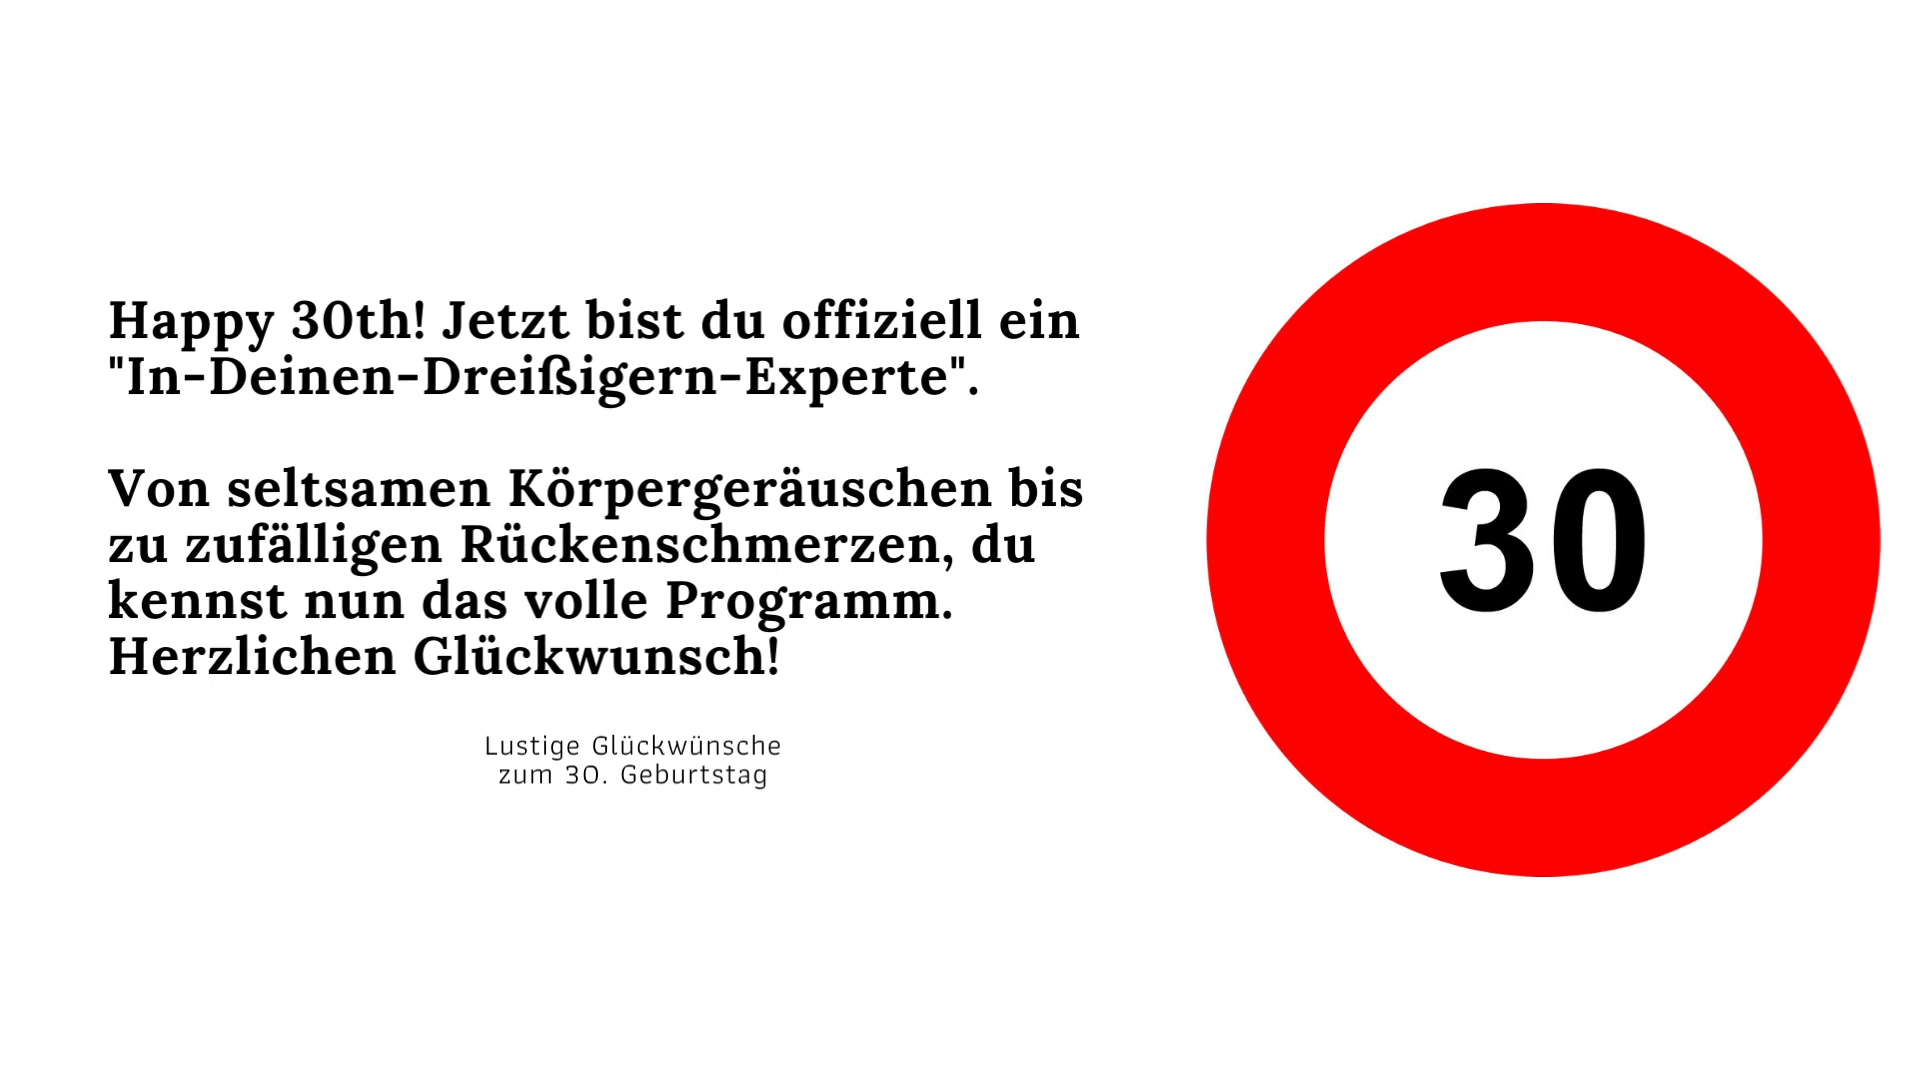 Happy 30th! Jetzt bist du offiziell ein
"In-Deinen-Dreißigern-Experte".
Von seltsamen Körpergeräuschen bis
zu zufälligen Rückenschmerzen, du
kennst nun das volle Programm.
Herzlichen Glückwunsch!
Lustige Glückwünsche
zum 30. Geburtstag
30